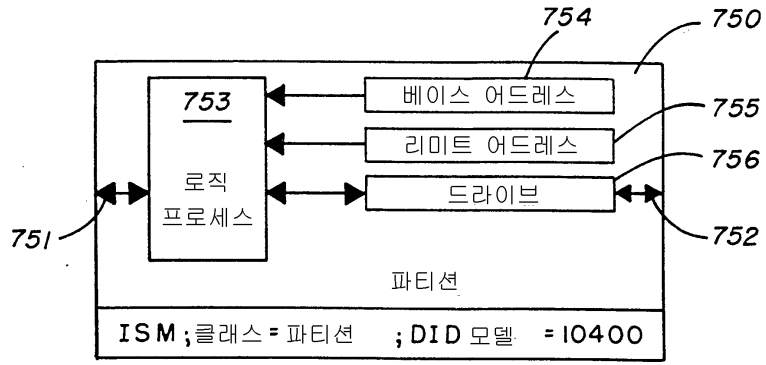 754
750
753
베이스 어드레스
755
리미트 어드레스
756
로직
프로세스
드라이브
751
752
파티션
ISM ; 클래스 = 파티션 ; DID 모델 = 10400